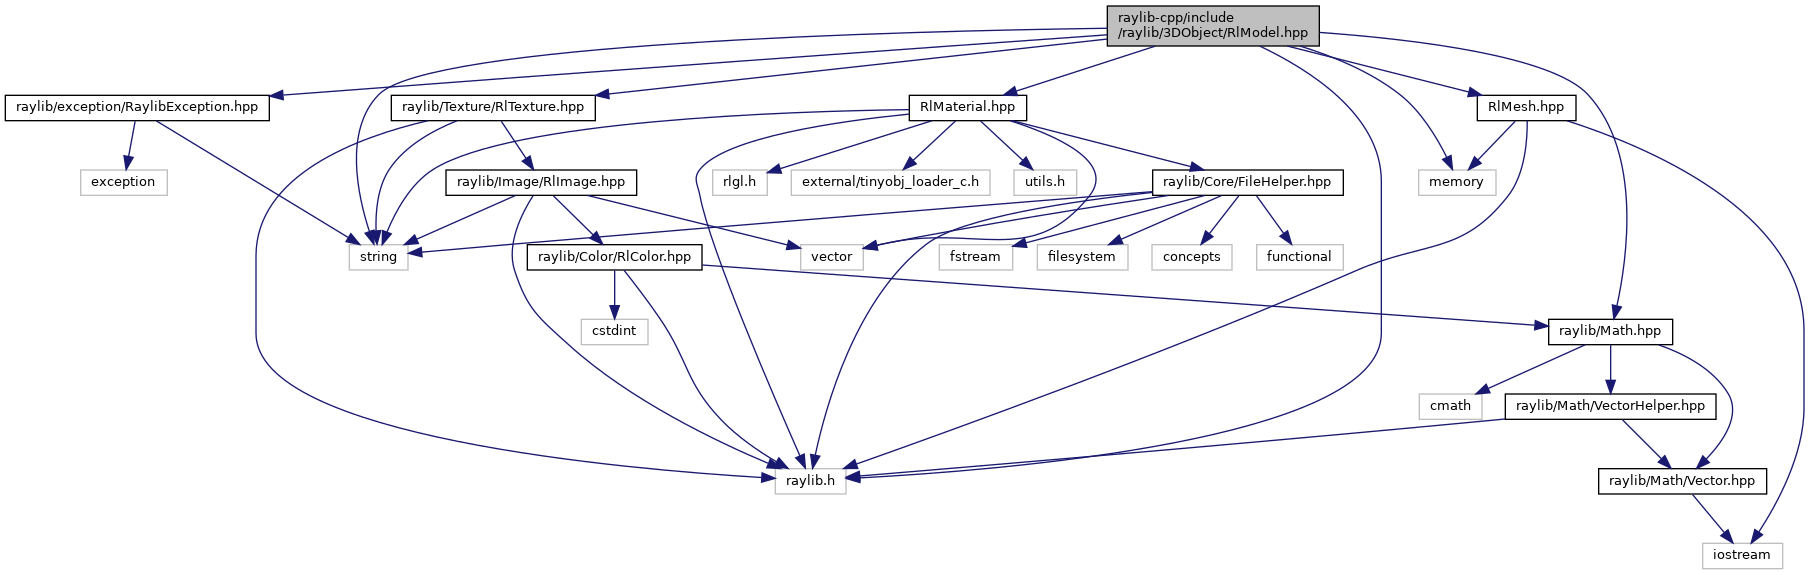 raylib-cpp/include
/raylib/3DObject/RlModel.hpp
raylib/exception/RaylibException.hpp
raylib/Texture/RlTexture.hpp
RlMaterial.hpp
RlMesh.hpp
exception
raylib/Image/RlImage.hpp
rlgl.h
external/tinyobj_loader_c.h
utils.h
raylib/Core/FileHelper.hpp
memory
string
raylib/Color/RlColor.hpp
vector
fstream
filesystem
concepts
functional
cstdint
raylib/Math.hpp
cmath
raylib/Math/VectorHelper.hpp
raylib.h
raylib/Math/Vector.hpp
iostream